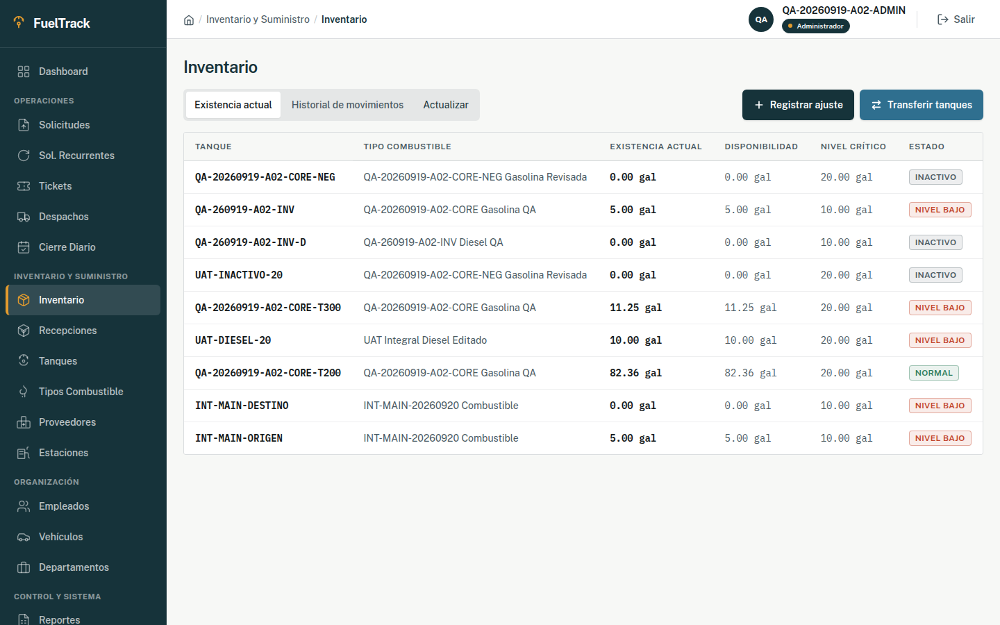 FuelTrack
Dashboard
OPERACIONES
Solicitudes
Sol. Recurrentes
Tickets
Despachos
Cierre Diario
INVENTARIO Y SUMINISTRO
Inventario
Recepciones
Tanques
Tipos Combustible
Proveedores
Estaciones
ORGANIZACIÓN
Empleados
Vehículos
Departamentos
CONTROL Y SISTEMA
Reportes
/ Inventario y Suministro / Inventario
QA
QA-20260919-A02-ADMIN
Administrador
Salir
Inventario
Existencia actual Historial de movimientos Actualizar
Registrar ajuste Transferir tanques
TANQUE TIPO COMBUSTIBLE EXISTENCIA ACTUAL DISPONIBILIDAD NIVEL CRÍTICO ESTADO
QA-20260919-A02-CORE-NEG QA-20260919-A02-CORE-NEG Gasolina Revisada 0.00 gal 0.00 gal 20.00 gal INACTIVO
QA-260919-A02-INV QA-20260919-A02-CORE Gasolina QA 5.00 gal 5.00 gal 10.00 gal NIVEL BAJO
QA-260919-A02-INV-D QA-260919-A02-INV Diesel QA 0.00 gal 0.00 gal 10.00 gal INACTIVO
UAT-INACTIVO-20 QA-20260919-A02-CORE-NEG Gasolina Revisada 0.00 gal 0.00 gal 20.00 gal INACTIVO
QA-20260919-A02-CORE-T300 QA-20260919-A02-CORE Gasolina QA 11.25 gal 11.25 gal 20.00 gal NIVEL BAJO
UAT-DIESEL-20 UAT Integral Diesel Editado 10.00 gal 10.00 gal 20.00 gal NIVEL BAJO
QA-20260919-A02-CORE-T200 QA-20260919-A02-CORE Gasolina QA 82.36 gal 82.36 gal 20.00 gal NORMAL
INT-MAIN-DESTINO INT-MAIN-20260920 Combustible 0.00 gal 0.00 gal 10.00 gal NIVEL BAJO
INT-MAIN-ORIGEN INT-MAIN-20260920 Combustible 5.00 gal 5.00 gal 10.00 gal NIVEL BAJO